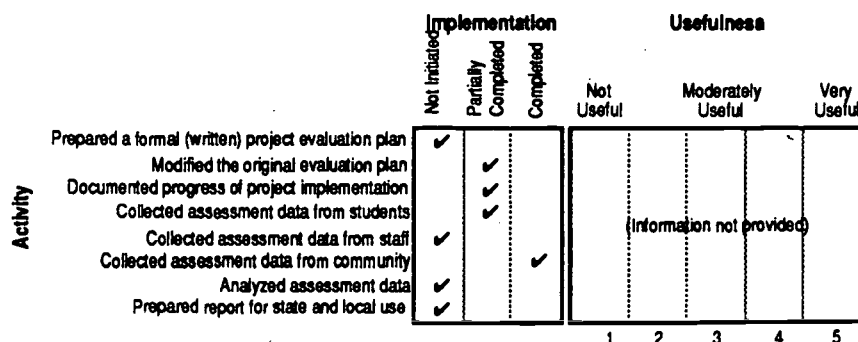 Implementation Usefulness
Not Initiated Partially Completed Completed Not Useful Moderately Useful Very Useful
Activity
Prepared a formal (written) project evaluation plan ✔
Modified the original evaluation plan ✔
Documented progress of project implementation ✔
Collected assessment data from students ✔
(Information not provided)
Collected assessment data from staff ✔
Collected assessment data from community ✔
Analyzed assessment data ✔
Prepared report for state and local use ✔
1 2 3 4 5